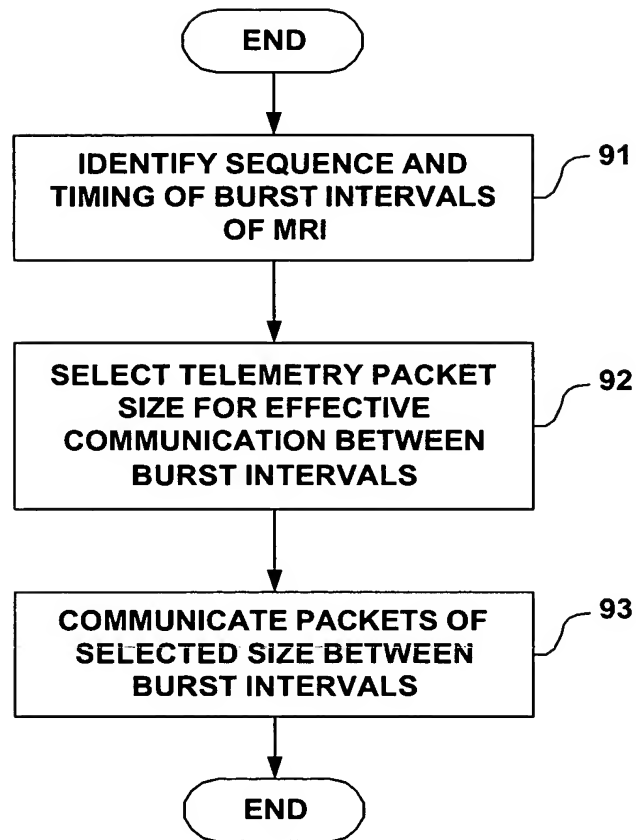 END
IDENTIFY SEQUENCE AND
TIMING OF BURST INTERVALS
OF MRI
91
SELECT TELEMETRY PACKET
SIZE FOR EFFECTIVE
COMMUNICATION BETWEEN
BURST INTERVALS
92
COMMUNICATE PACKETS OF
SELECTED SIZE BETWEEN
BURST INTERVALS
93
END